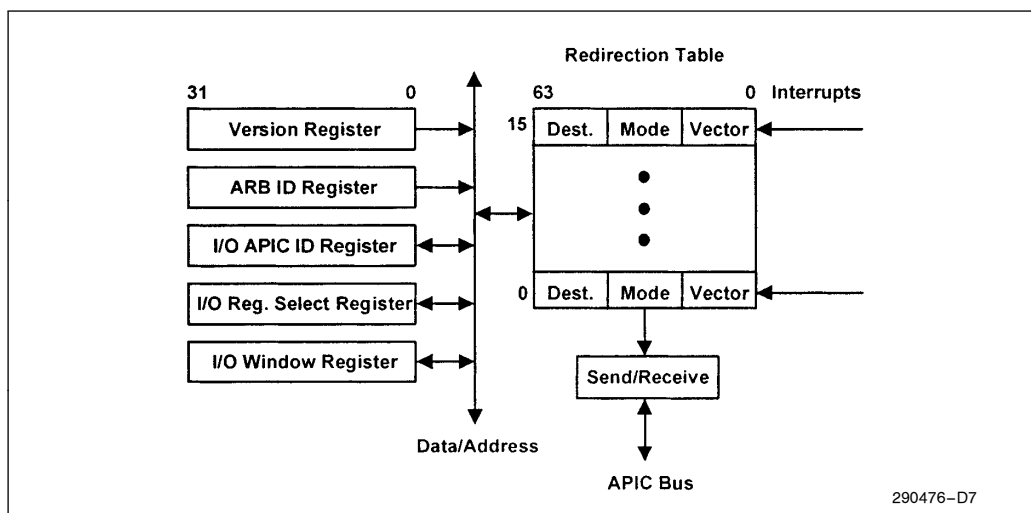 Redirection Table
31 0
63 0 Interrupts
Version Register
15 Dest. Mode Vector
ARB ID Register
I/O APIC ID Register
I/O Reg. Select Register
0 Dest. Mode Vector
I/O Window Register
Send/Receive
Data/Address
APIC Bus
290476–D7